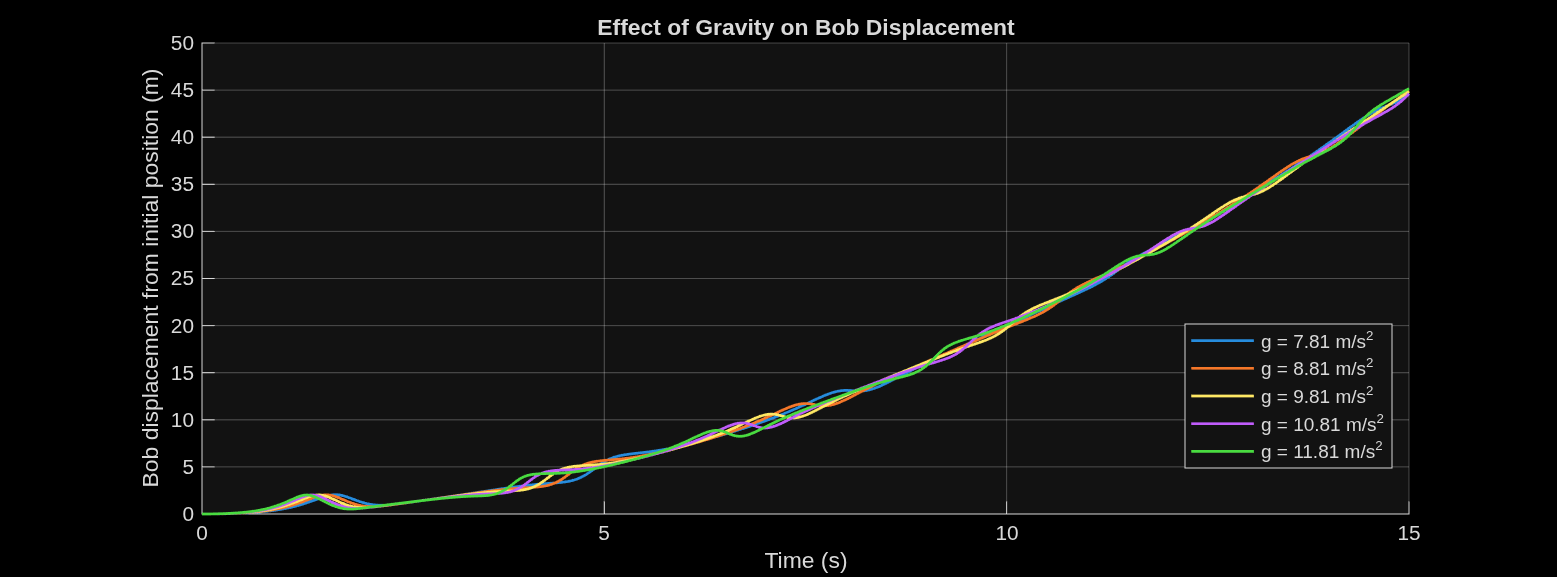 Effect of Gravity on Bob Displacement
Bob displacement from initial position (m)
50
45
40
35
30
25
20
15
10
5
0
0 5 10 15
Time (s)
g = 7.81 m/s²
g = 8.81 m/s²
g = 9.81 m/s²
g = 10.81 m/s²
g = 11.81 m/s²